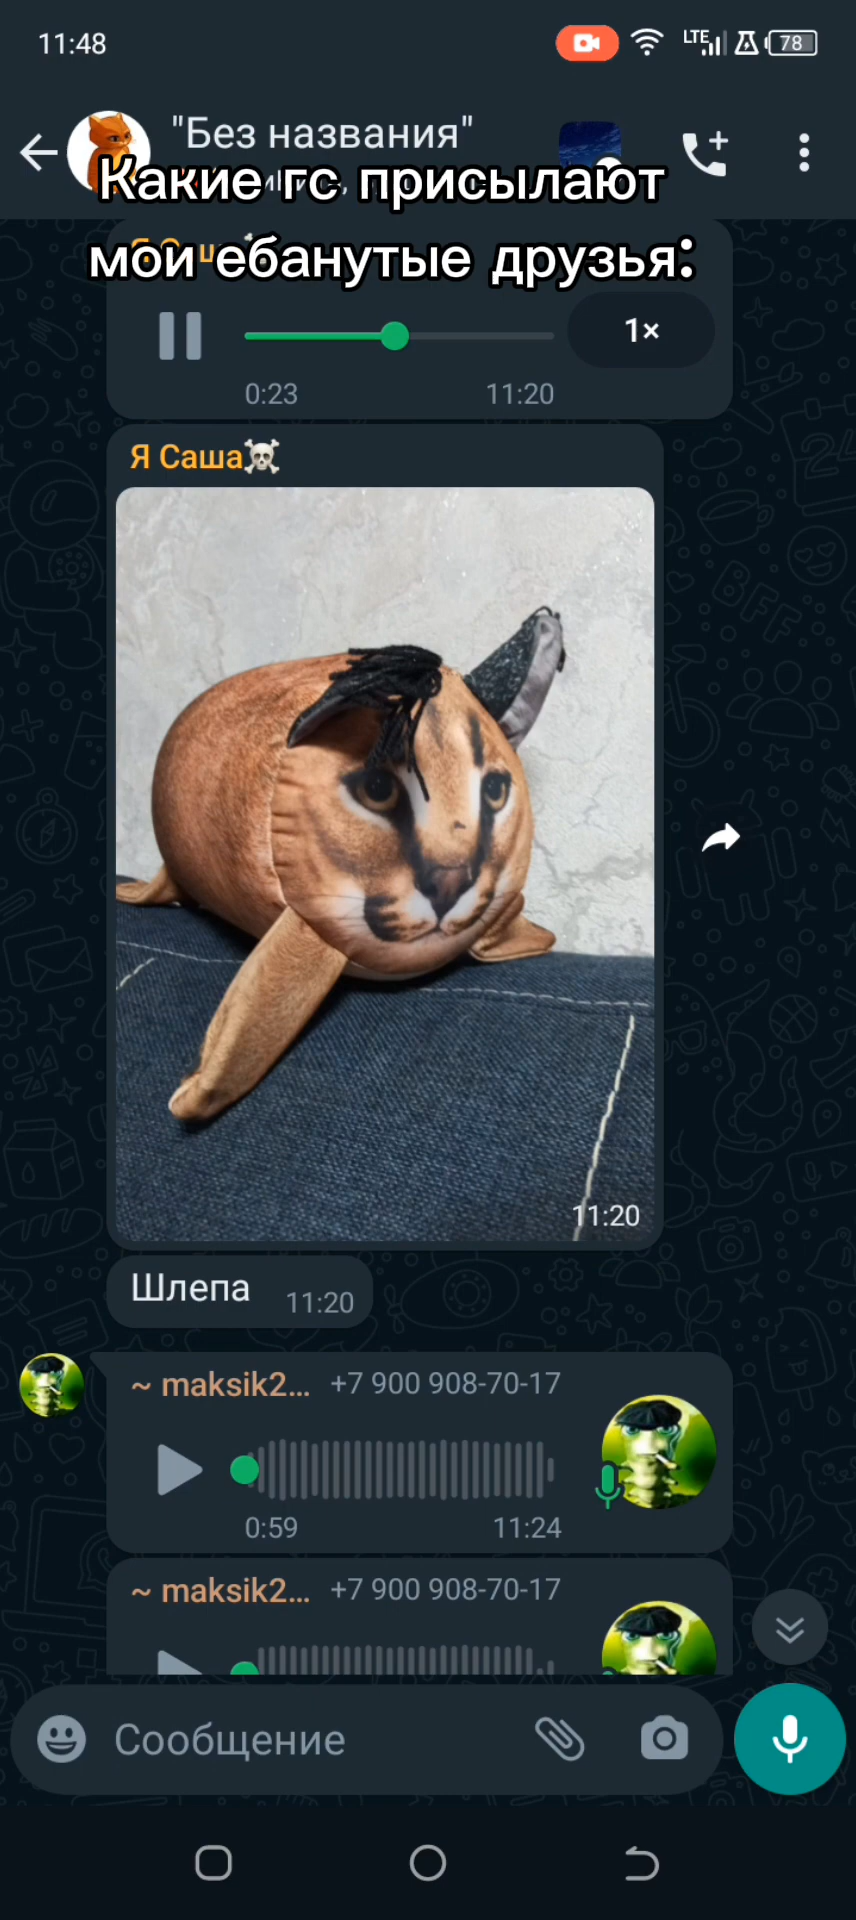 11:48
LTE
78
"Без названия"
Какие гс присылают
мои ебанутые друзья:
1×
0:23 11:20
Я Саша☠
11:20
Шлепа 11:20
~ maksik2... +7 900 908-70-17
0:59 11:24
~ maksik2... +7 900 908-70-17
Сообщение